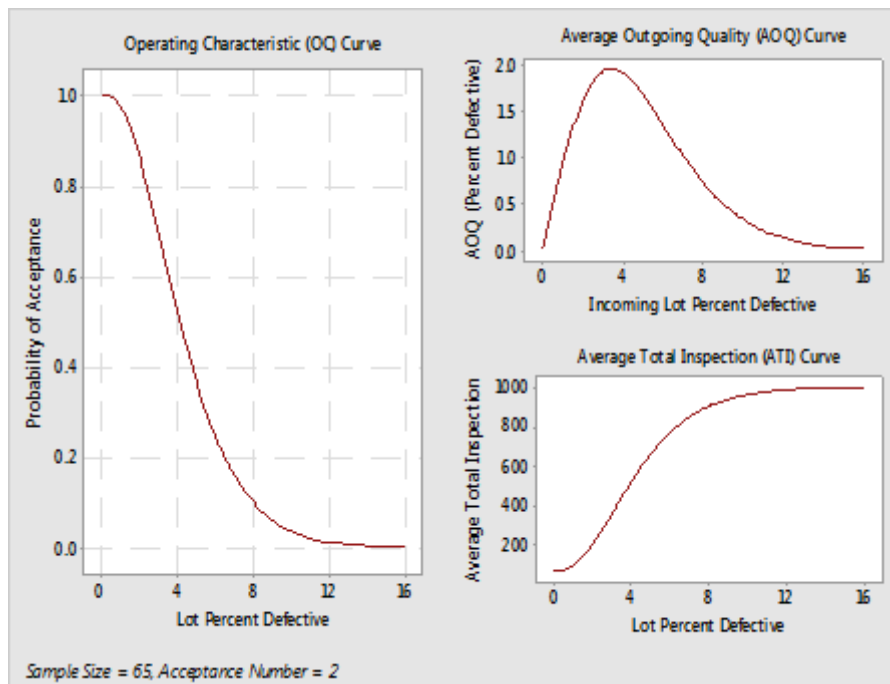 Operating Characteristic (OC) Curve
Probability of Acceptance
1.0
0.8
0.6
0.4
0.2
0.0
0 4 8 12 16
Lot Percent Defective
Average Outgoing Quality (AOQ) Curve
AOQ (Percent Defective)
2.0
1.5
1.0
0.5
0.0
0 4 8 12 16
Incoming Lot Percent Defective
Average Total Inspection (ATI) Curve
Average Total Inspection
1000
800
600
400
200
0 4 8 12 16
Lot Percent Defective
Sample Size = 65, Acceptance Number = 2